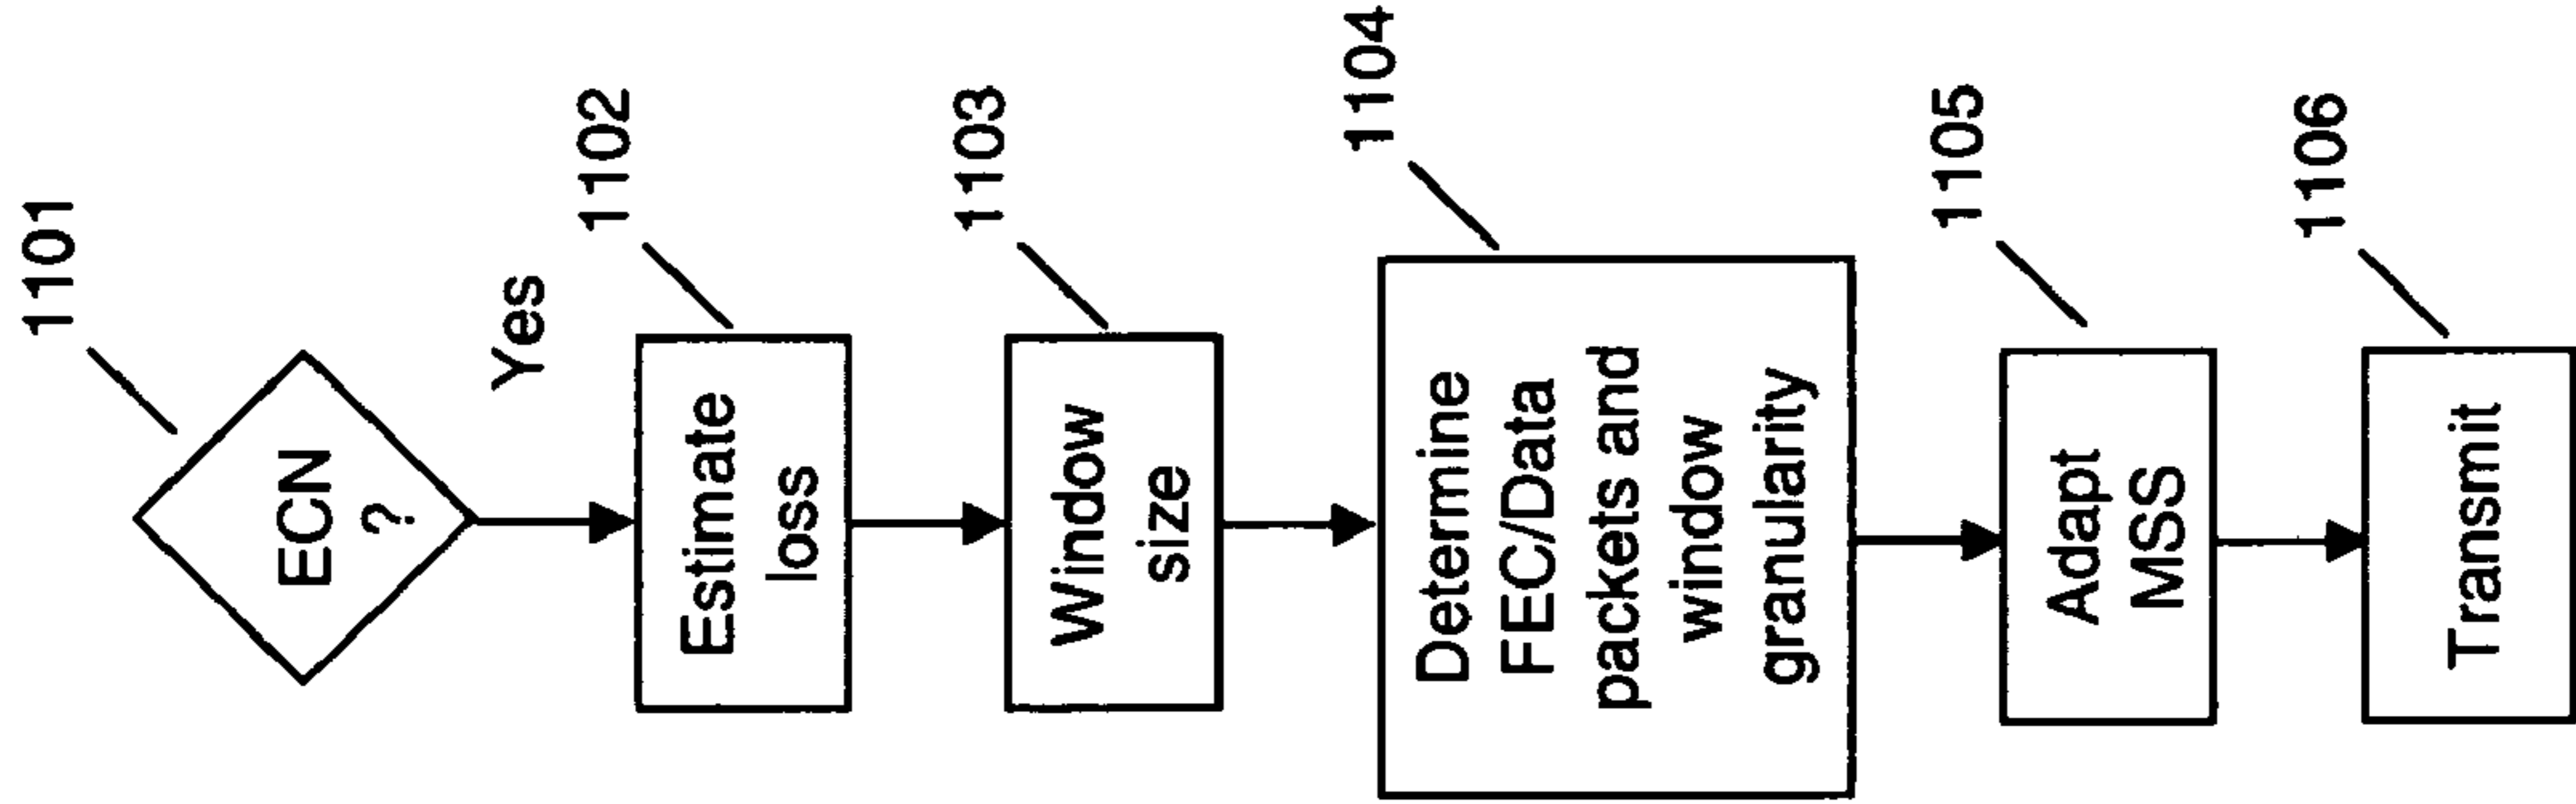 1101
ECN
?
Yes
1102
Estimate
loss
1103
Window
size
1104
Determine
FEC/Data
packets and
window
granularity
1105
Adapt
MSS
1106
Transmit